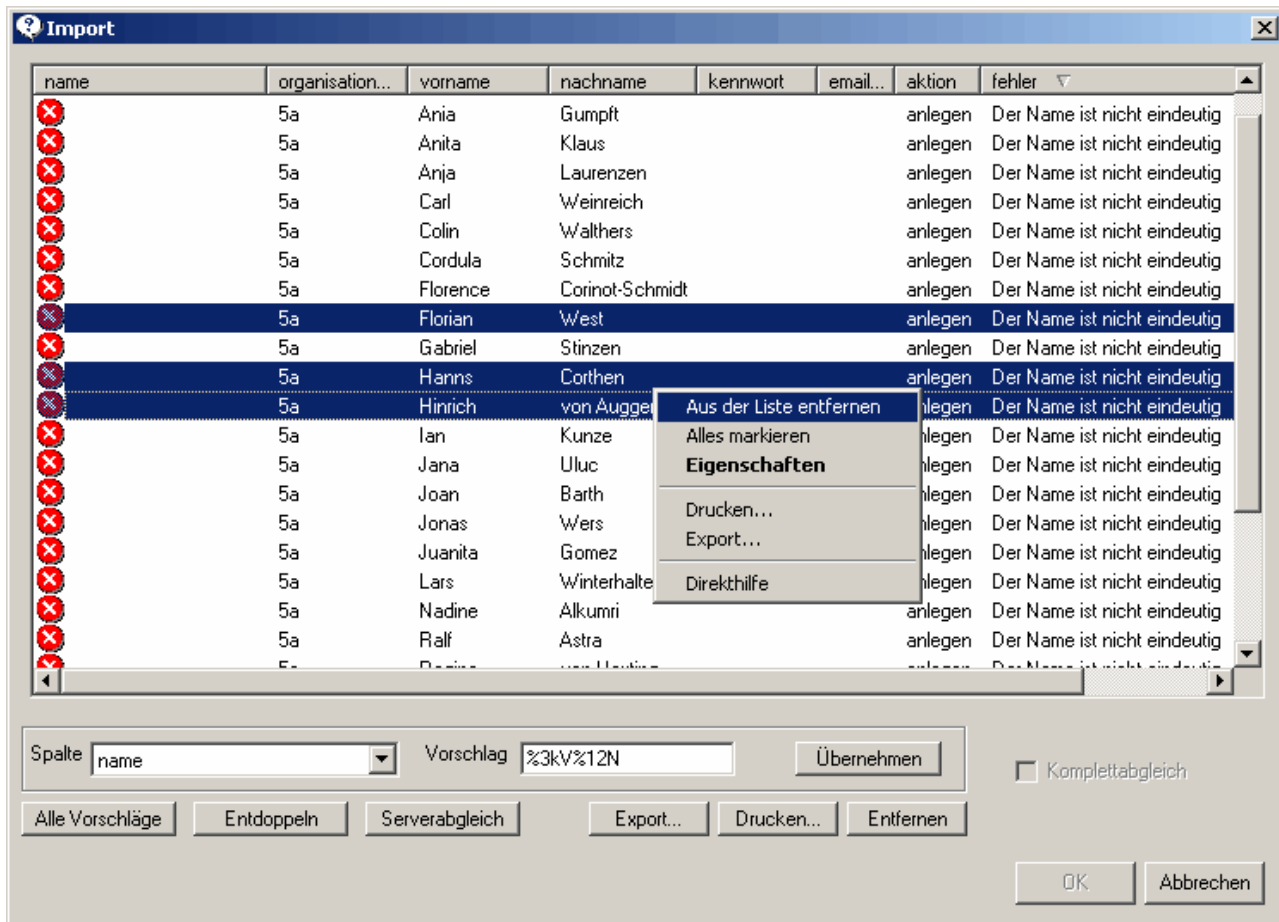 Import
name organisation... vorname nachname kennwort email... aktion fehler
5a Ania Gumpft anlegen Der Name ist nicht eindeutig
5a Anita Klaus anlegen Der Name ist nicht eindeutig
5a Anja Laurenzen anlegen Der Name ist nicht eindeutig
5a Carl Weinreich anlegen Der Name ist nicht eindeutig
5a Colin Walthers anlegen Der Name ist nicht eindeutig
5a Cordula Schmitz anlegen Der Name ist nicht eindeutig
5a Florence Corinot-Schmidt anlegen Der Name ist nicht eindeutig
5a Florian West anlegen Der Name ist nicht eindeutig
5a Gabriel Stinzen anlegen Der Name ist nicht eindeutig
5a Hanns Corthen anlegen Der Name ist nicht eindeutig
5a Hinrich von Augger nlegen Der Name ist nicht eindeutig
5a Ian Kunze nlegen Der Name ist nicht eindeutig
5a Jana Uluc nlegen Der Name ist nicht eindeutig
5a Joan Barth nlegen Der Name ist nicht eindeutig
5a Jonas Wers nlegen Der Name ist nicht eindeutig
5a Juanita Gomez nlegen Der Name ist nicht eindeutig
5a Lars Winterhalte nlegen Der Name ist nicht eindeutig
5a Nadine Alkumri anlegen Der Name ist nicht eindeutig
5a Ralf Astra anlegen Der Name ist nicht eindeutig
Aus der Liste entfernen
Alles markieren
Eigenschaften
Drucken...
Export...
Direkthilfe
Spalte name Vorschlag %3kV%12N Übernehmen
Komplettabgleich
Alle Vorschläge Entdoppeln Serverabgleich Export... Drucken... Entfernen
OK Abbrechen